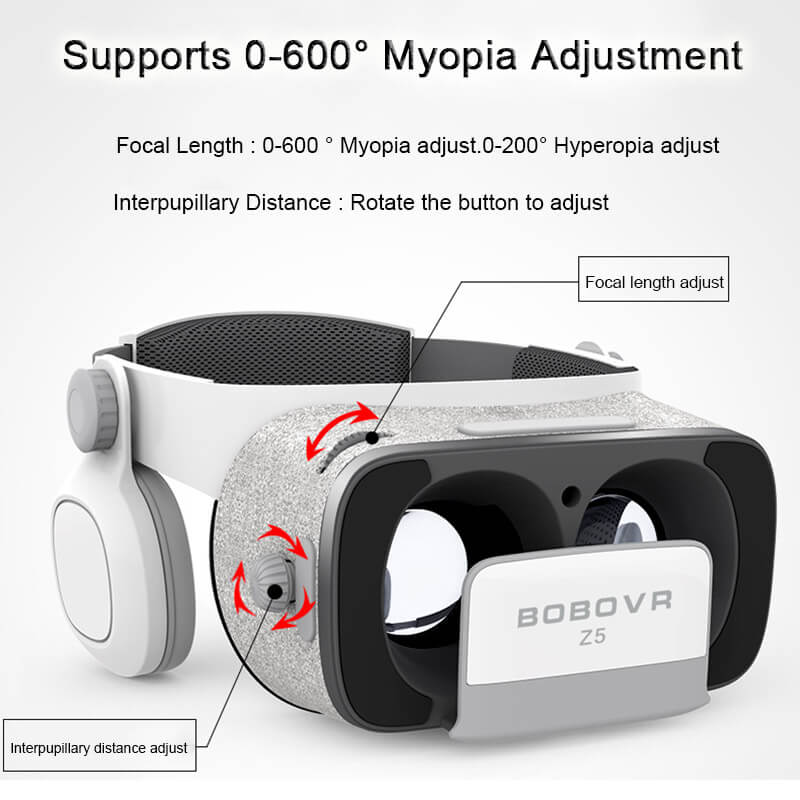 Supports 0-600° Myopia Adjustment
Focal Length : 0-600 ° Myopia adjust.0-200° Hyperopia adjust
Interpupillary Distance : Rotate the button to adjust
Focal length adjust
BOBOVR
Z5
Interpupillary distance adjust